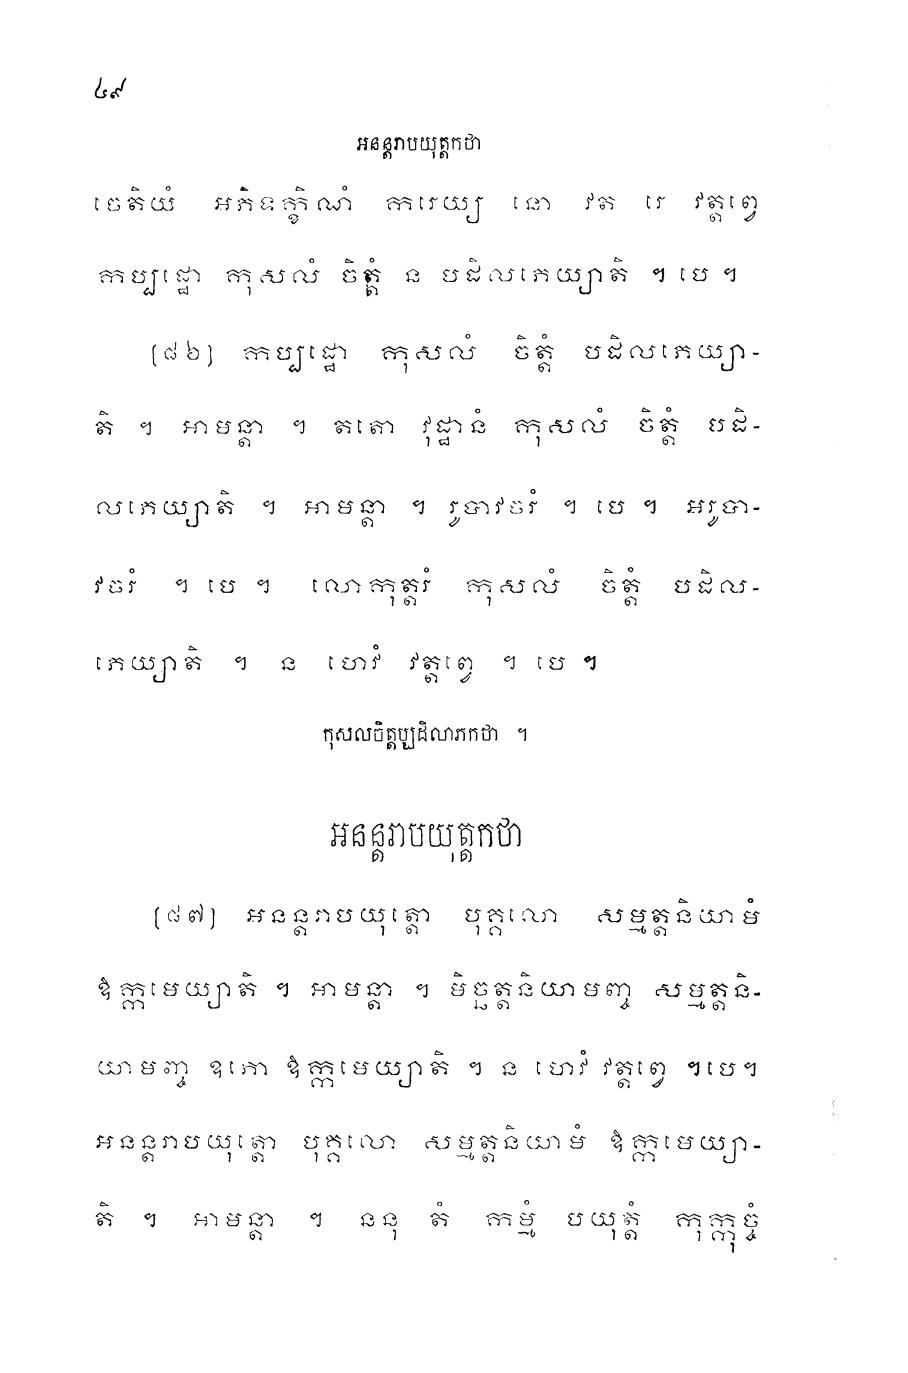 ៤៩
អនន្តរាបយុត្តកថា
ចេតិយំ អភិទក្ខិណំ ករេយ្យ នោ វត រេ វត្តព្វេ
កប្បដ្ឋោ កុសលំ ចិត្តំ ន បដិលភេយ្យាតិ ។ បេ ។
[៨៦] កប្បដ្ឋោ កុសលំ ចិត្តំ បដិលភេយ្យា-
តិ ។ អាមន្តា ។ តតោ វុដ្ឋានំ កុសលំ ចិត្តំ បដិ-
លភេយ្យាតិ ។ អាមន្តា ។ រូបាវចរំ ។ បេ ។ អរូបា-
វចរំ ។ បេ ។ លោកុត្តរំ កុសលំ ចិត្តំ បដិល-
ភេយ្យាតិ ។ ន ហេវំ វត្តព្វេ ។ បេ ។
កុសលចិត្តប្បដិលាភកថា ។
អនន្តរាបយុត្តកថា
[៨៧] អនន្តរាបយុត្តោ បុគ្គលោ សម្មត្តនិយាមំ
ឱក្កមេយ្យាតិ ។ អាមន្តា ។ មិច្ឆត្តនិយាមញ្ច សម្មត្តនិ-
យាមញ្ច ឧភោ ឱក្កមេយ្យាតិ ។ ន ហេវំ វត្តព្វេ ។បេ។
អនន្តរាបយុត្តោ បុគ្គលោ សម្មត្តនិយាមំ ឱក្កមេយ្យា-
តិ ។ អាមន្តា ។ ននុ តំ កម្មំ បយុត្តំ កុក្កុច្ចំ